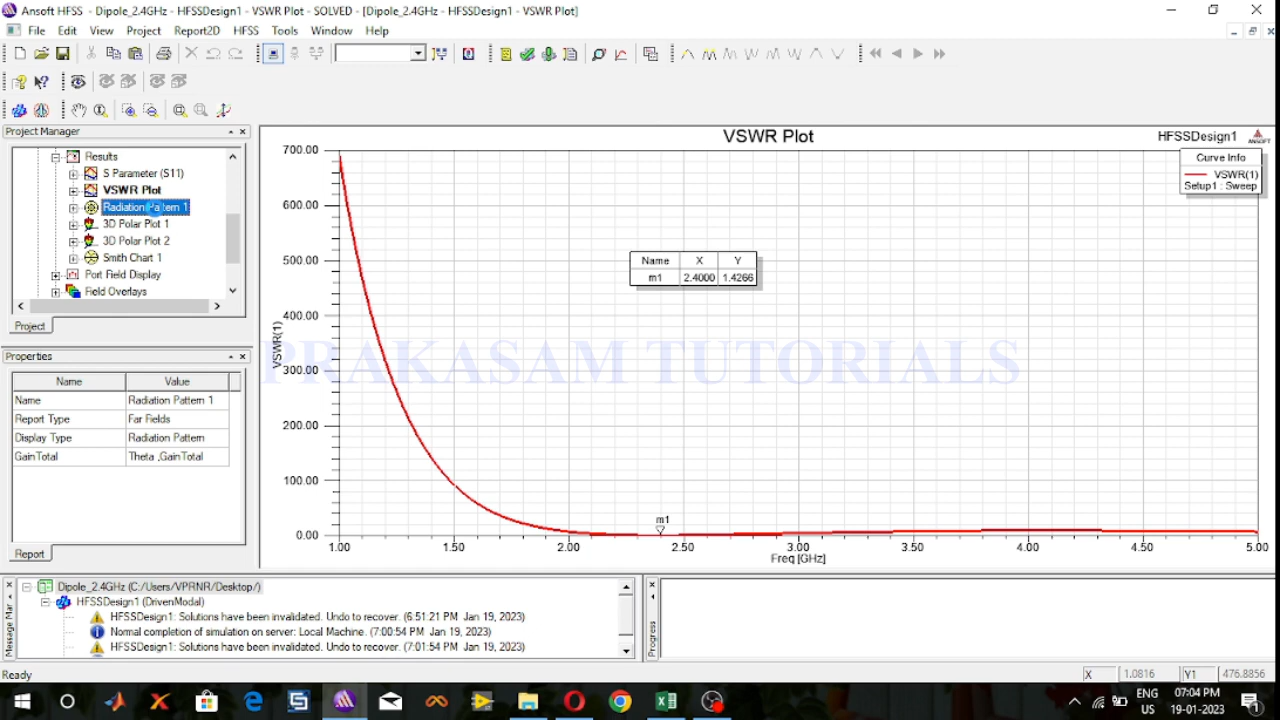 Ansoft HFSS - Dipole_2.4GHz - HFSSDesign1 - VSWR Plot - SOLVED - [Dipole_2.4GHz - HFSSDesign1 - VSWR Plot]
File Edit View Project Report2D HFSS Tools Window Help
Project Manager
Results
S Parameter (S11)
VSWR Plot
Radiation Pattern 1
3D Polar Plot 1
3D Polar Plot 2
Smith Chart 1
Port Field Display
Field Overlays
Project
Properties
Name Value
Name Radiation Pattern 1
Report Type Far Fields
Display Type Radiation Pattern
GainTotal Theta ,GainTotal
Report
VSWR Plot
HFSSDesign1
ANSOFT
Curve Info
VSWR(1)
Setup1 : Sweep
700.00
600.00
500.00
400.00
300.00
200.00
100.00
0.00
VSWR(1)
Name X Y
m1 2.4000 1.4266
PRAKASAM TUTORIALS
m1
1.00 1.50 2.00 2.50 3.00 3.50 4.00 4.50 5.00
Freq [GHz]
Message Mar
Dipole_2.4GHz (C:/Users/VPRNR/Desktop/)
HFSSDesign1 (DrivenModal)
HFSSDesign1: Solutions have been invalidated. Undo to recover. (6:51:21 PM Jan 19, 2023)
Normal completion of simulation on server: Local Machine. (7:00:54 PM Jan 19, 2023)
HFSSDesign1: Solutions have been invalidated. Undo to recover. (7:01:54 PM Jan 19, 2023)
Progress
Ready
X 1.0816 Y1 476.8856
ENG
US
07:04 PM
19-01-2023
1